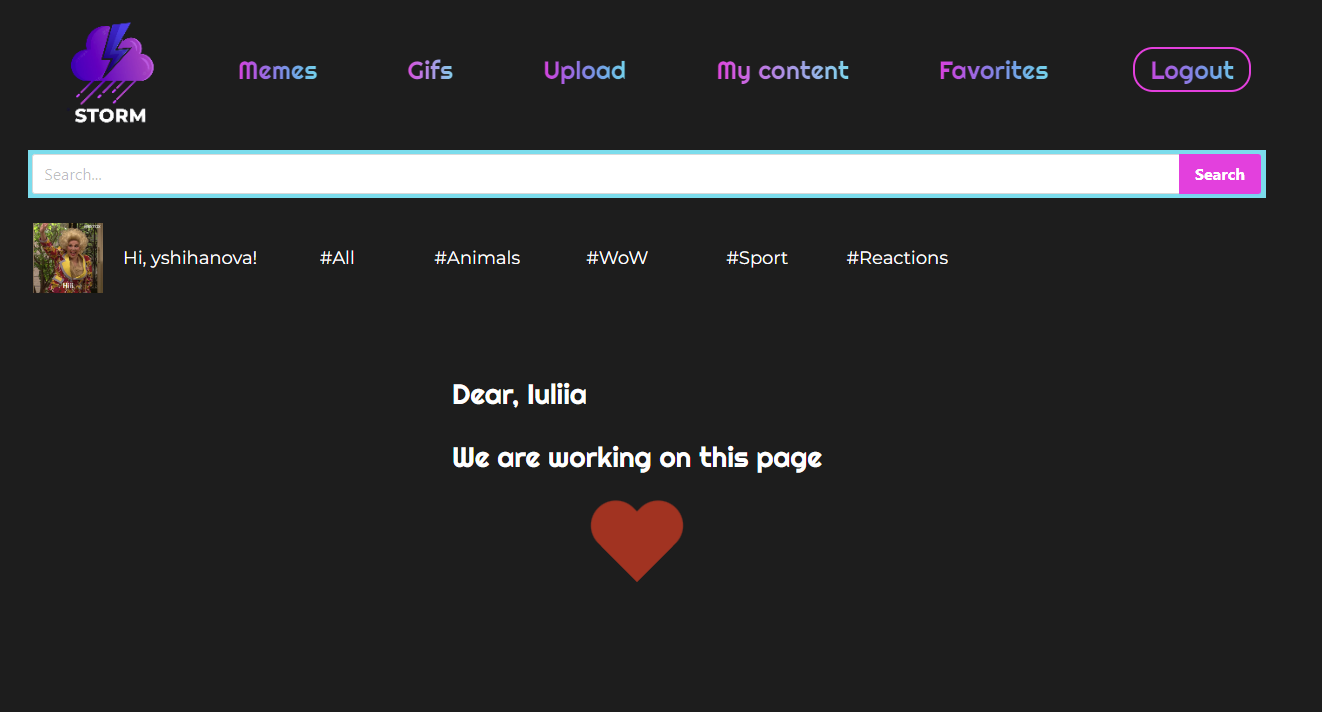 STORM
Memes
Gifs
Upload
My content
Favorites
Logout
Search...
Search
Hi, yshihanova!
#All
#Animals
#WoW
#Sport
#Reactions
Dear, Iuliia
We are working on this page